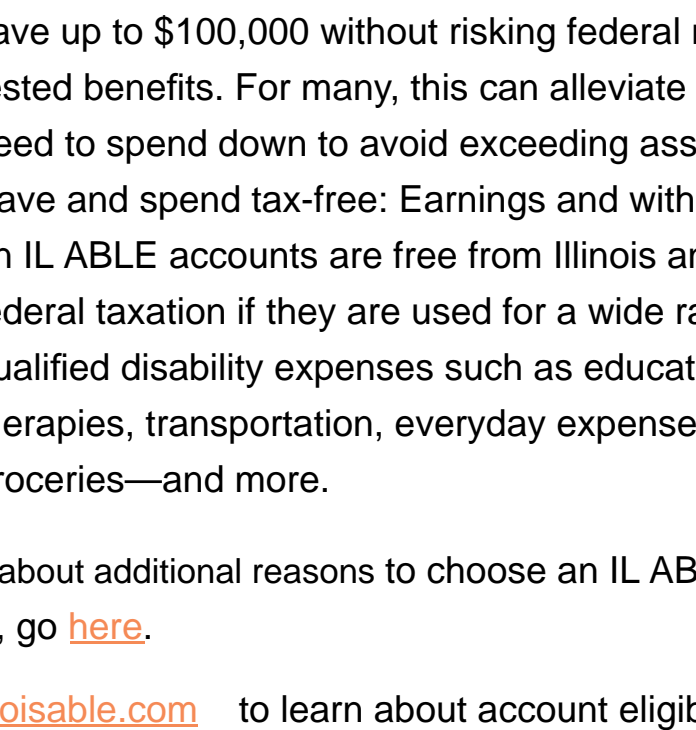 ave up to $100,000 without risking federal
ested benefits. For many, this can alleviate
eed to spend down to avoid exceeding ass
ave and spend tax-free: Earnings and with
n IL ABLE accounts are free from Illinois ar
ederal taxation if they are used for a wide ra
ualified disability expenses such as educat
erapies, transportation, everyday expense
roceries—and more.
about additional reasons to choose an IL AB
, go here.
oisable.com to learn about account eligib